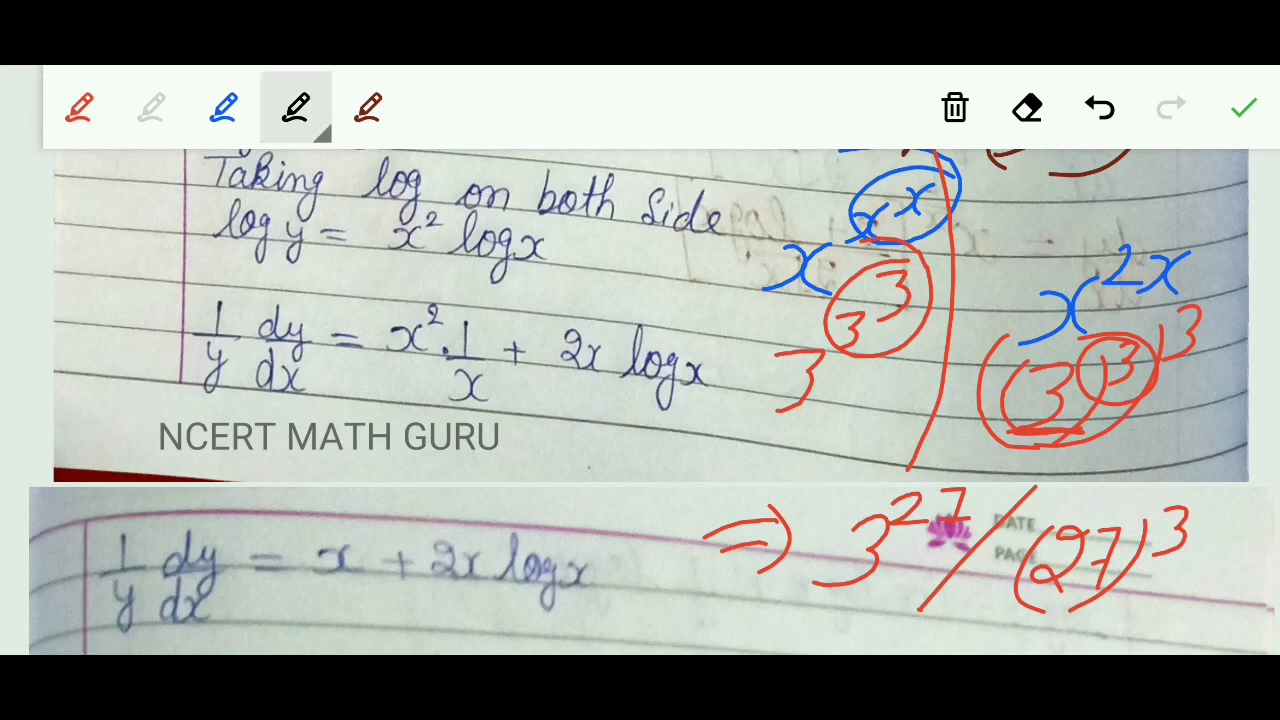 Taking log on both side
log y = x² log x
1/y dy/dx = x² . 1/x + 2x log x
NCERT MATH GURU
1/y dy/dx = x + 2x log x
x^x^x
3^3^3
x^2x
((3)^3)^3
⇒ 3^27 / (27)^3
DATE
PAGE